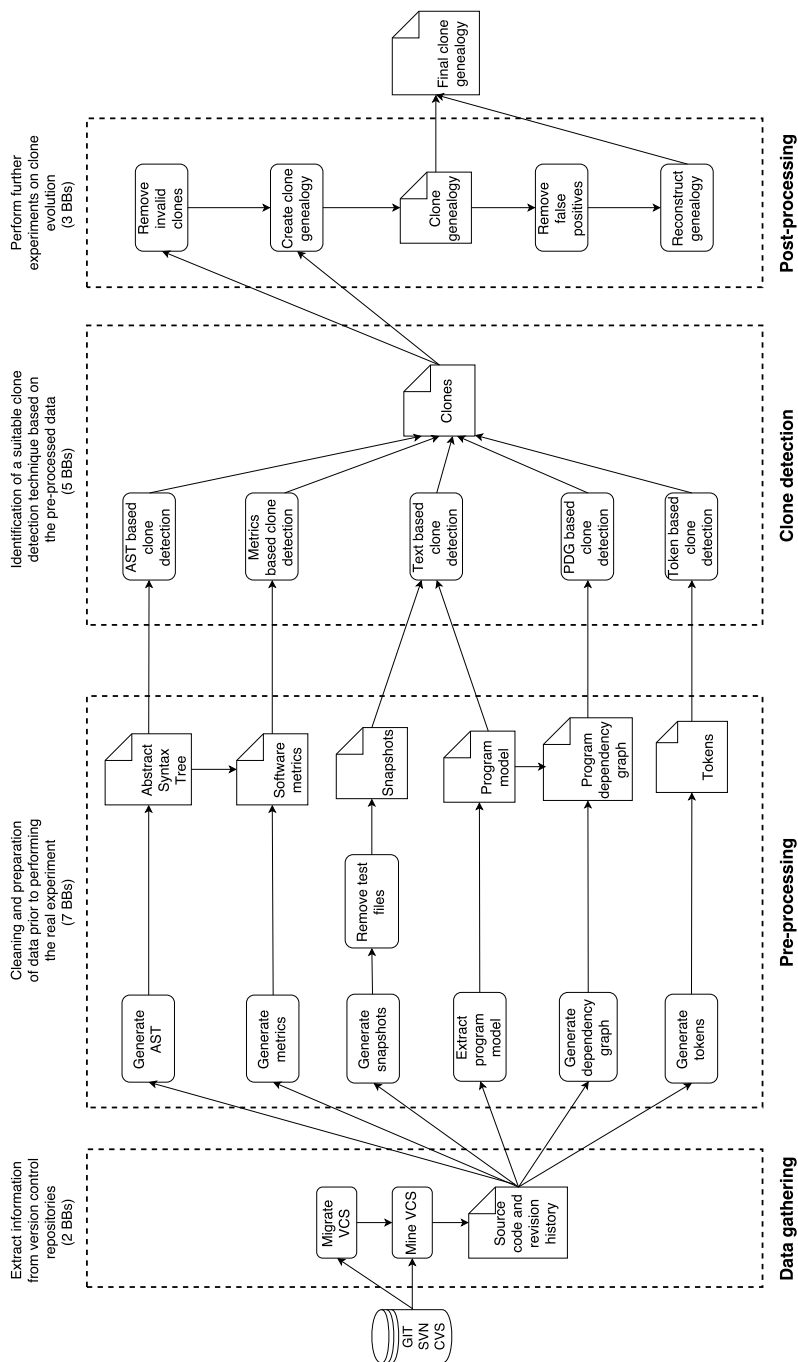 GIT
SVN
CVS
Extract information
from version control
repositories
(2 BBs)
Migrate
VCS
Mine VCS
Source
code and
revision
history
Data gathering
Cleaning and preparation
of data prior to performing
the real experiment
(7 BBs)
Generate
AST
Generate
metrics
Generate
snapshots
Remove test
files
Extract
program
model
Generate
dependency
graph
Generate
tokens
Abstract
Syntax
Tree
Software
metrics
Snapshots
Program
model
Program
dependency
graph
Tokens
Pre-processing
Identification of a suitable clone
detection technique based on
the pre-processed data
(5 BBs)
AST based
clone
detection
Metrics
based clone
detection
Text based
clone
detection
PDG based
clone
detection
Token based
clone
detection
Clones
Clone detection
Perform further
experiments on clone
evolution
(3 BBs)
Remove
invalid
clones
Create clone
genealogy
Clone
genealogy
Remove
false
positives
Reconstruct
genealogy
Post-processing
Final clone
genealogy